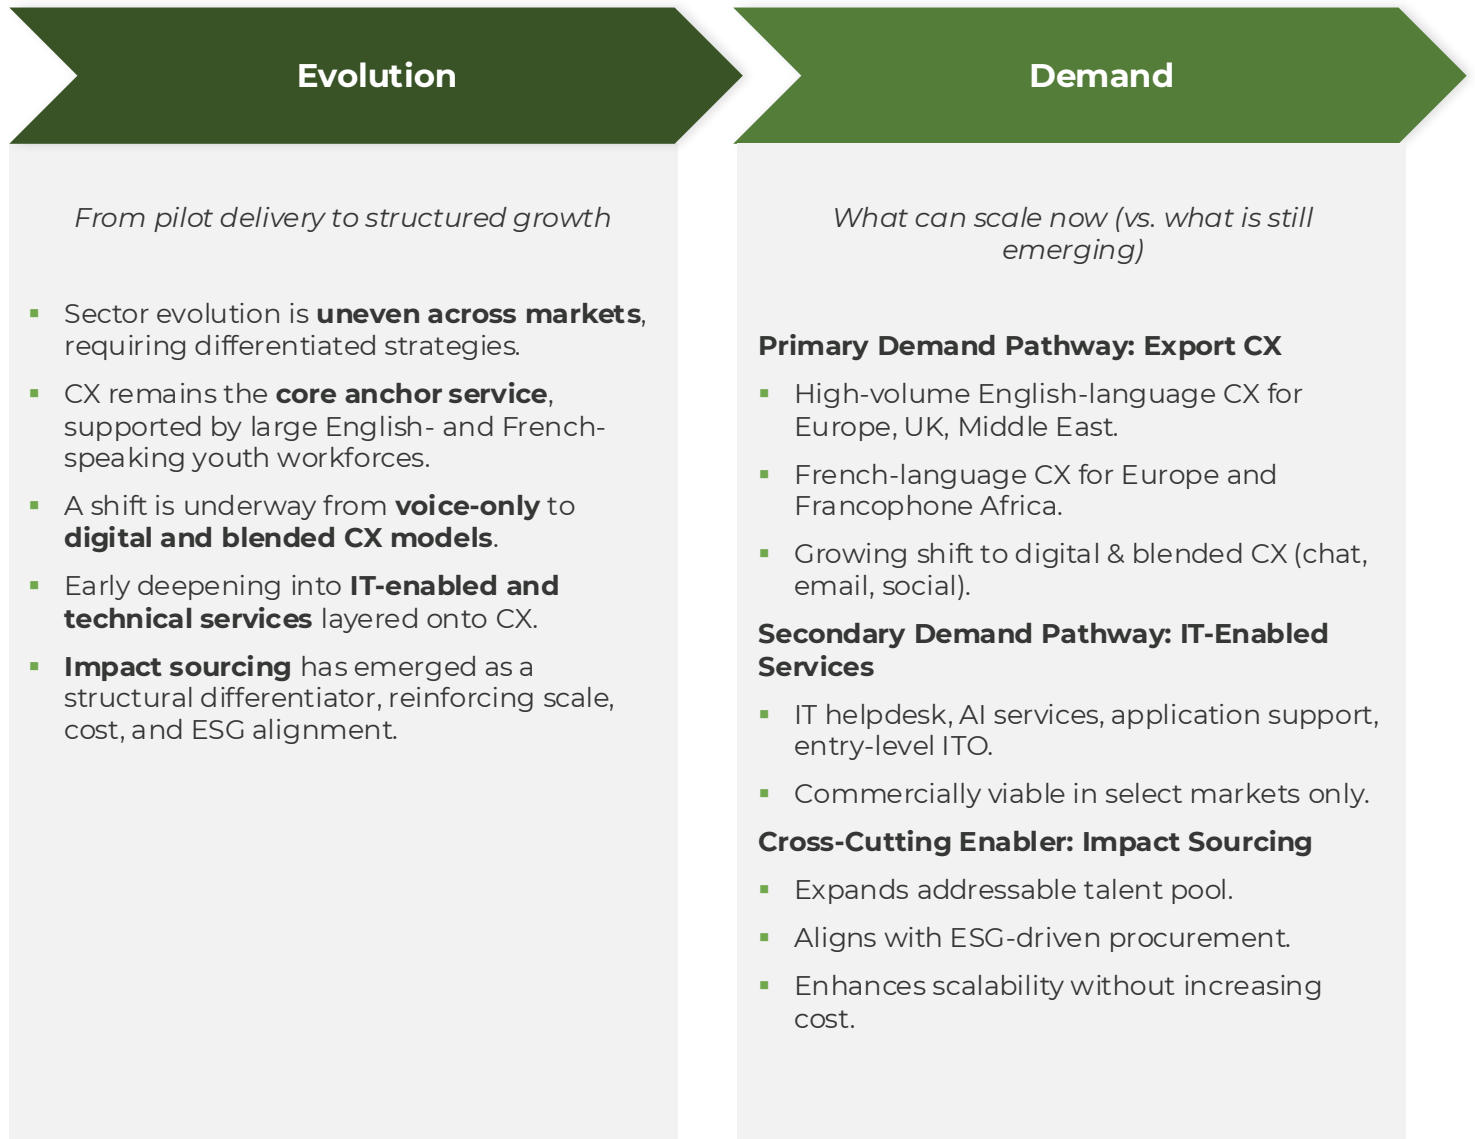 Evolution
From pilot delivery to structured growth
▪ Sector evolution is uneven across markets,
requiring differentiated strategies.
▪ CX remains the core anchor service,
supported by large English- and French-
speaking youth workforces.
▪ A shift is underway from voice-only to
digital and blended CX models.
▪ Early deepening into IT-enabled and
technical services layered onto CX.
▪ Impact sourcing has emerged as a
structural differentiator, reinforcing scale,
cost, and ESG alignment.
Demand
What can scale now (vs. what is still
emerging)
Primary Demand Pathway: Export CX
▪ High-volume English-language CX for
Europe, UK, Middle East.
▪ French-language CX for Europe and
Francophone Africa.
▪ Growing shift to digital & blended CX (chat,
email, social).
Secondary Demand Pathway: IT-Enabled
Services
▪ IT helpdesk, AI services, application support,
entry-level ITO.
▪ Commercially viable in select markets only.
Cross-Cutting Enabler: Impact Sourcing
▪ Expands addressable talent pool.
▪ Aligns with ESG-driven procurement.
▪ Enhances scalability without increasing
cost.